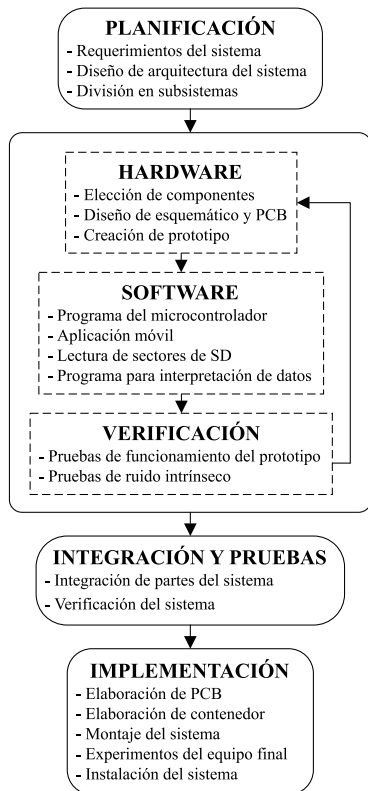 PLANIFICACIÓN
- Requerimientos del sistema
- Diseño de arquitectura del sistema
- División en subsistemas
HARDWARE
- Elección de componentes
- Diseño de esquemático y PCB
- Creación de prototipo
SOFTWARE
- Programa del microcontrolador
- Aplicación móvil
- Lectura de sectores de SD
- Programa para interpretación de datos
VERIFICACIÓN
- Pruebas de funcionamiento del prototipo
- Pruebas de ruido intrínseco
INTEGRACIÓN Y PRUEBAS
- Integración de partes del sistema
- Verificación del sistema
IMPLEMENTACIÓN
- Elaboración de PCB
- Elaboración de contenedor
- Montaje del sistema
- Experimentos del equipo final
- Instalación del sistema